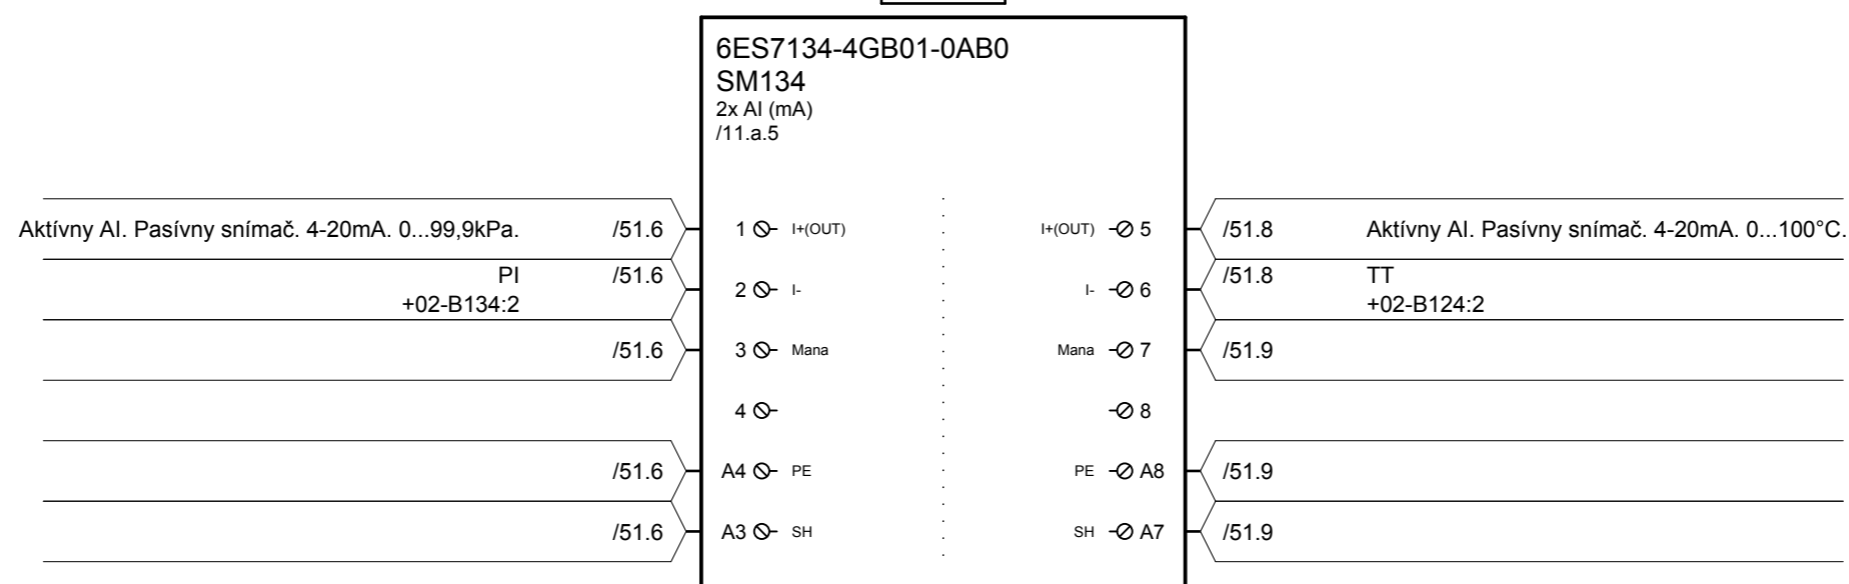 6ES7134-4GB01-0AB0
SM134
2x AI (mA)
/11.a.5
Aktívny AI. Pasívny snímač. 4-20mA. 0...99,9kPa. /51.6 1 I+(OUT) I+(OUT) 5 /51.8 Aktívny AI. Pasívny snímač. 4-20mA. 0...100°C.
PI /51.6 2 I- I- 6 /51.8 TT
+02-B134:2 +02-B124:2
/51.6 3 Mana Mana 7 /51.9
4 8
/51.6 A4 PE PE A8 /51.9
/51.6 A3 SH SH A7 /51.9